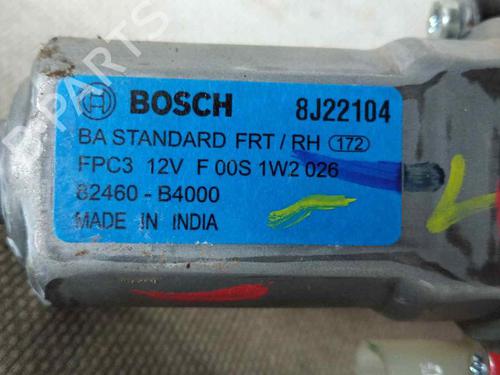 BOSCH 8J22104
BA STANDARD FRT / RH 172
FPC3 12V F 00S 1W2 026
82460 - B4000
MADE IN INDIA